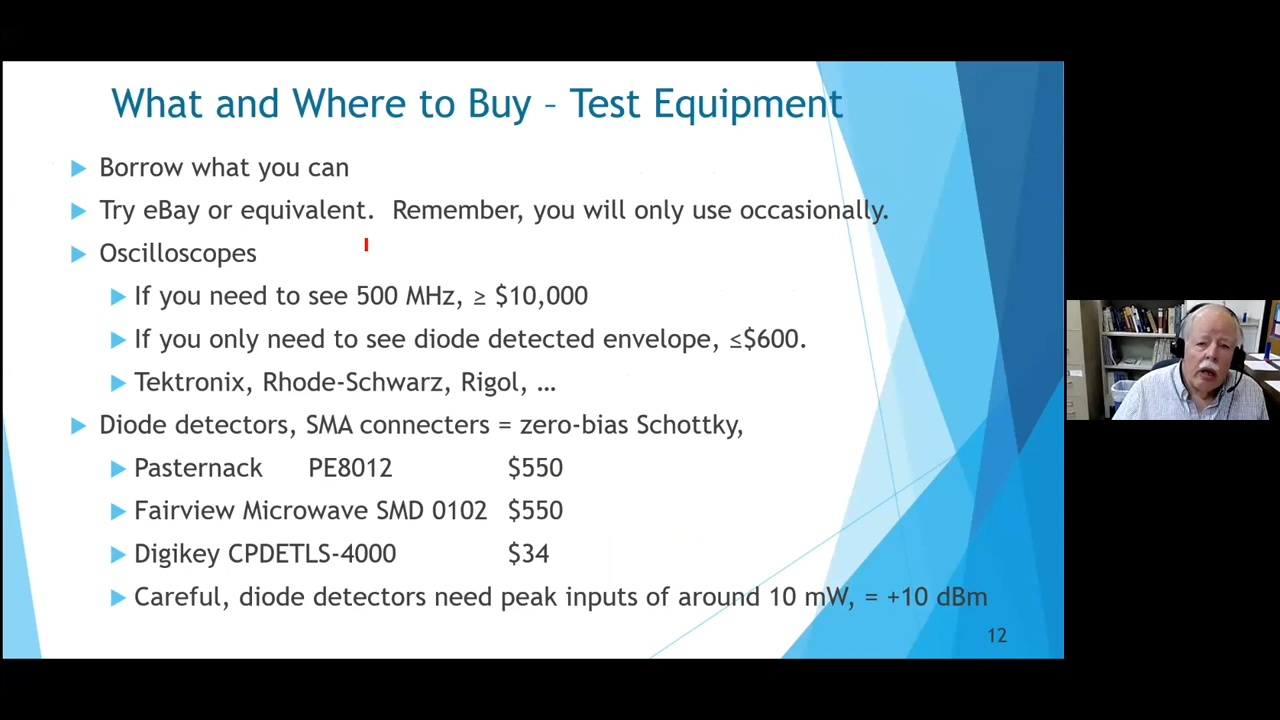 What and Where to Buy – Test Equipment
Borrow what you can
Try eBay or equivalent. Remember, you will only use occasionally.
Oscilloscopes
If you need to see 500 MHz, ≥ $10,000
If you only need to see diode detected envelope, ≤$600.
Tektronix, Rhode-Schwarz, Rigol, …
Diode detectors, SMA connecters = zero-bias Schottky,
Pasternack PE8012 $550
Fairview Microwave SMD 0102 $550
Digikey CPDETLS-4000 $34
Careful, diode detectors need peak inputs of around 10 mW, = +10 dBm
12